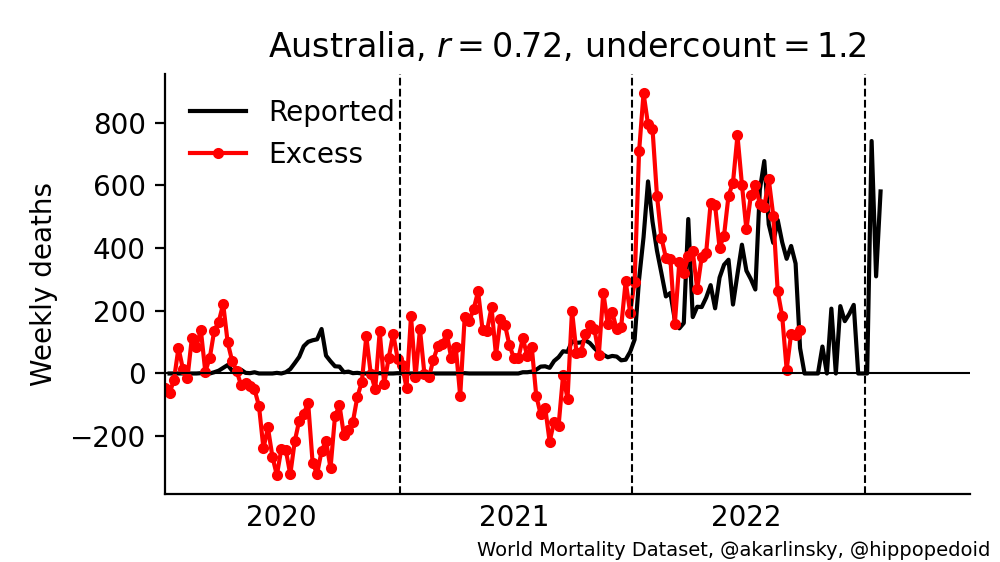 Australia, r = 0.72, undercount = 1.2
Reported
Excess
Weekly deaths
800
600
400
200
0
−200
2020 2021 2022
World Mortality Dataset, @akarlinsky, @hippopedoid